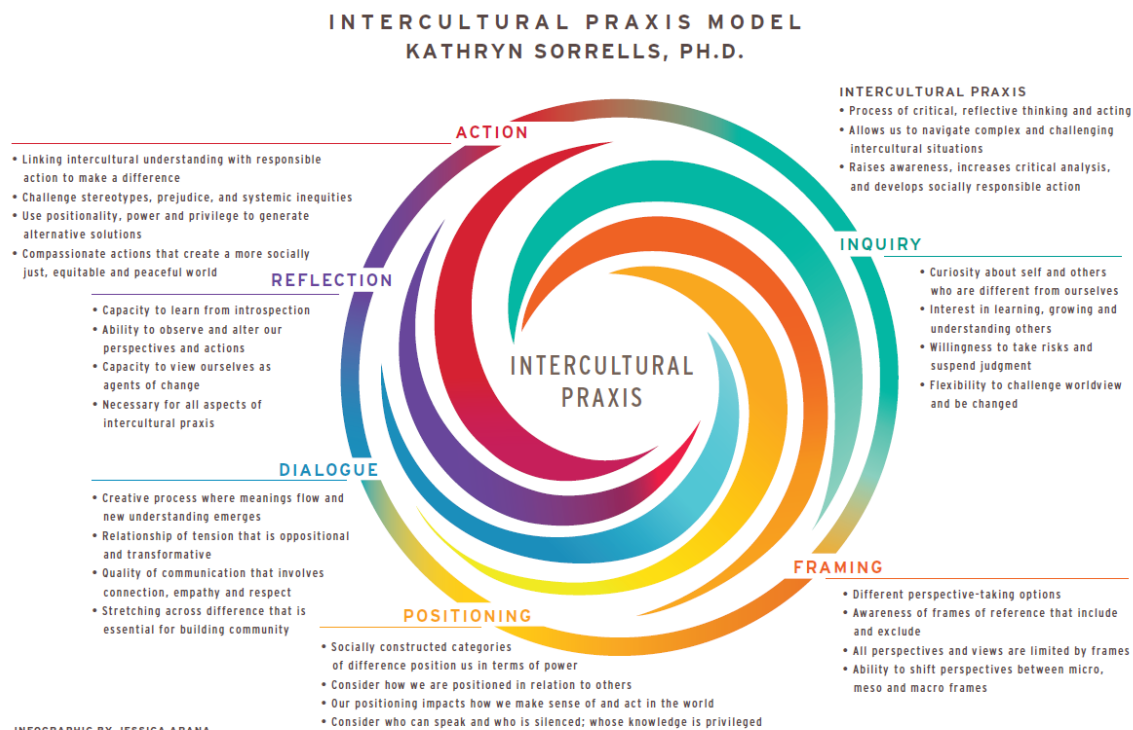 INTERCULTURAL PRAXIS MODEL
KATHRYN SORRELLS, PH.D.
INTERCULTURAL PRAXIS
• Process of critical, reflective thinking and acting
• Allows us to navigate complex and challenging
intercultural situations
• Raises awareness, increases critical analysis,
and develops socially responsible action
INQUIRY
• Curiosity about self and others
who are different from ourselves
• Interest in learning, growing and
understanding others
• Willingness to take risks and
suspend judgment
• Flexibility to challenge worldview
and be changed
FRAMING
• Different perspective-taking options
• Awareness of frames of reference that include
and exclude
• All perspectives and views are limited by frames
• Ability to shift perspectives between micro,
meso and macro frames
POSITIONING
• Socially constructed categories
of difference position us in terms of power
• Consider how we are positioned in relation to others
• Our positioning impacts how we make sense of and act in the world
• Consider who can speak and who is silenced; whose knowledge is privileged
DIALOGUE
• Creative process where meanings flow and
new understanding emerges
• Relationship of tension that is oppositional
and transformative
• Quality of communication that involves
connection, empathy and respect
• Stretching across difference that is
essential for building community
REFLECTION
• Capacity to learn from introspection
• Ability to observe and alter our
perspectives and actions
• Capacity to view ourselves as
agents of change
• Necessary for all aspects of
intercultural praxis
ACTION
• Linking intercultural understanding with responsible
action to make a difference
• Challenge stereotypes, prejudice, and systemic inequities
• Use positionality, power and privilege to generate
alternative solutions
• Compassionate actions that create a more socially
just, equitable and peaceful world
INTERCULTURAL
PRAXIS
INFOGRAPHIC BY JESSICA ARANA